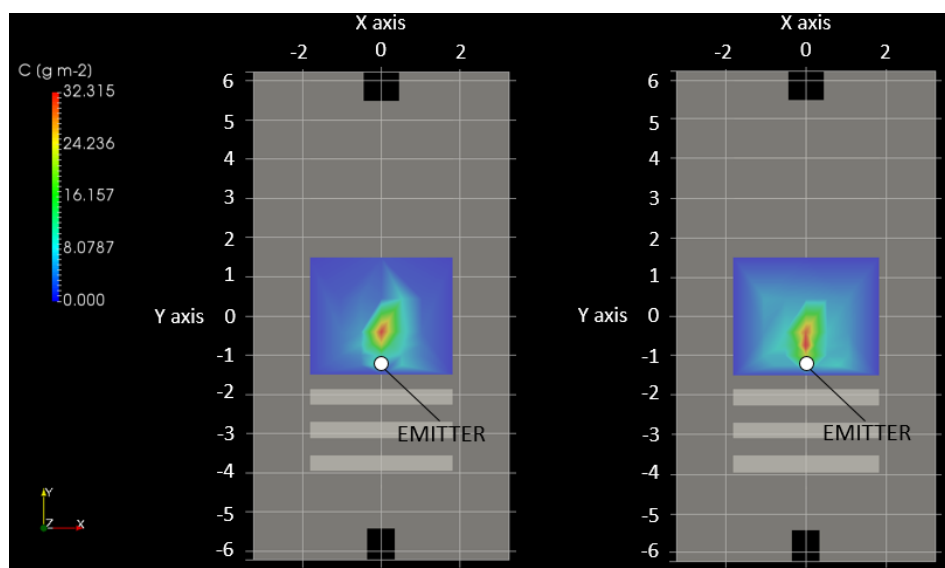 X axis
X axis
-2 0 2
-2 0 2
C (g m-2)
32.315
24.236
16.157
8.0787
0.000
6
5
4
3
2
1
Y axis 0
-1
-2
-3
-4
-5
-6
EMITTER
6
5
4
3
2
1
Y axis 0
-1
-2
-3
-4
-5
-6
EMITTER
Y
Z X